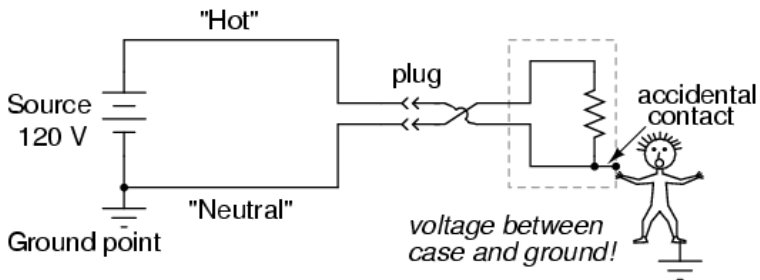 "Hot"
plug
Source
120 V
accidental
contact
"Neutral"
Ground point
voltage between
case and ground!